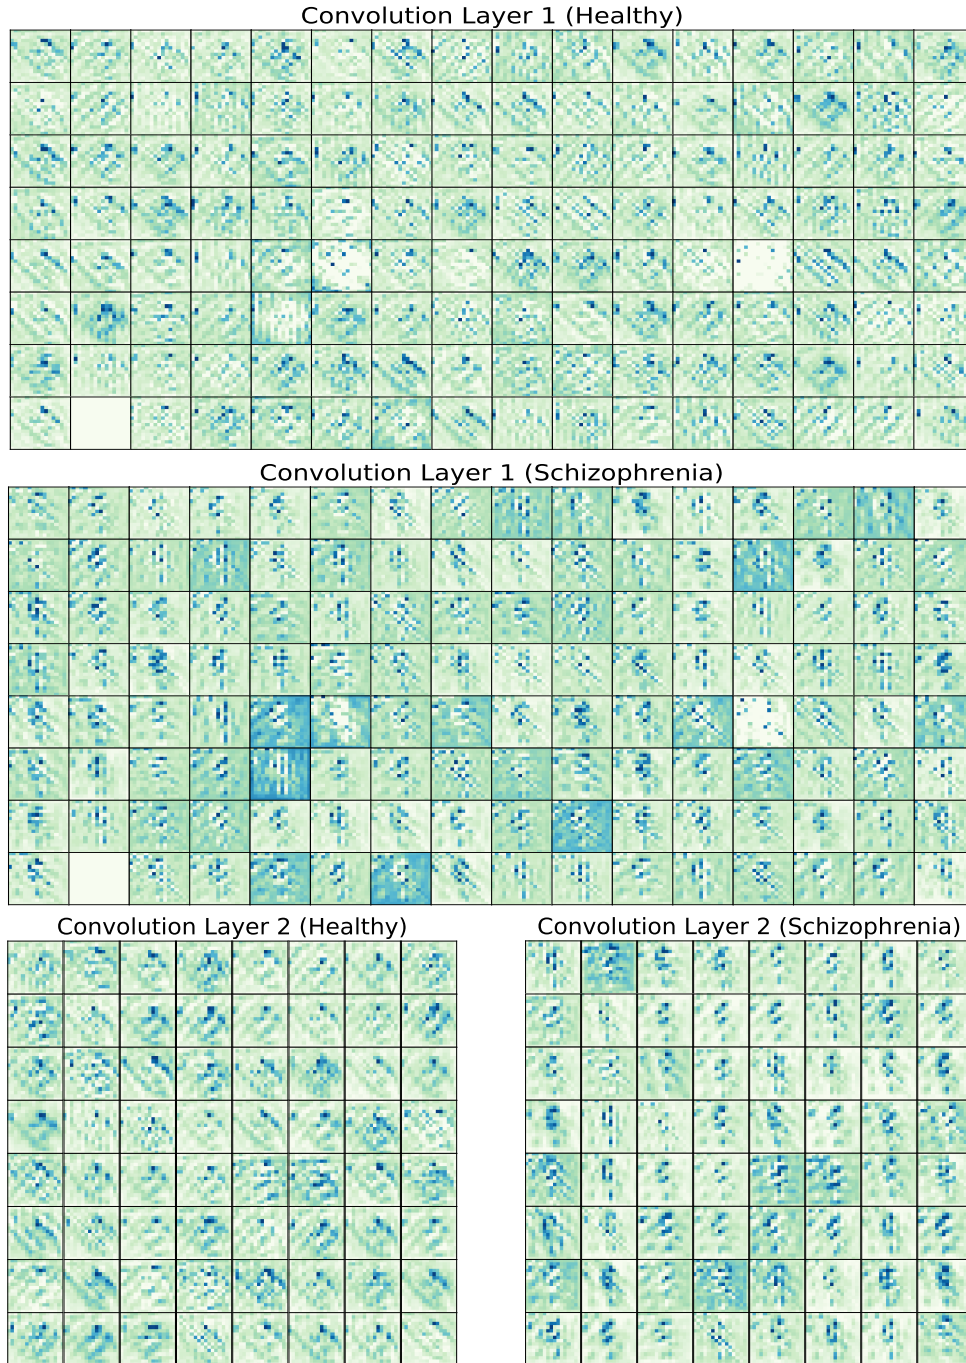 Convolution Layer 1 (Healthy)
Convolution Layer 1 (Schizophrenia)
Convolution Layer 2 (Healthy)
Convolution Layer 2 (Schizophrenia)